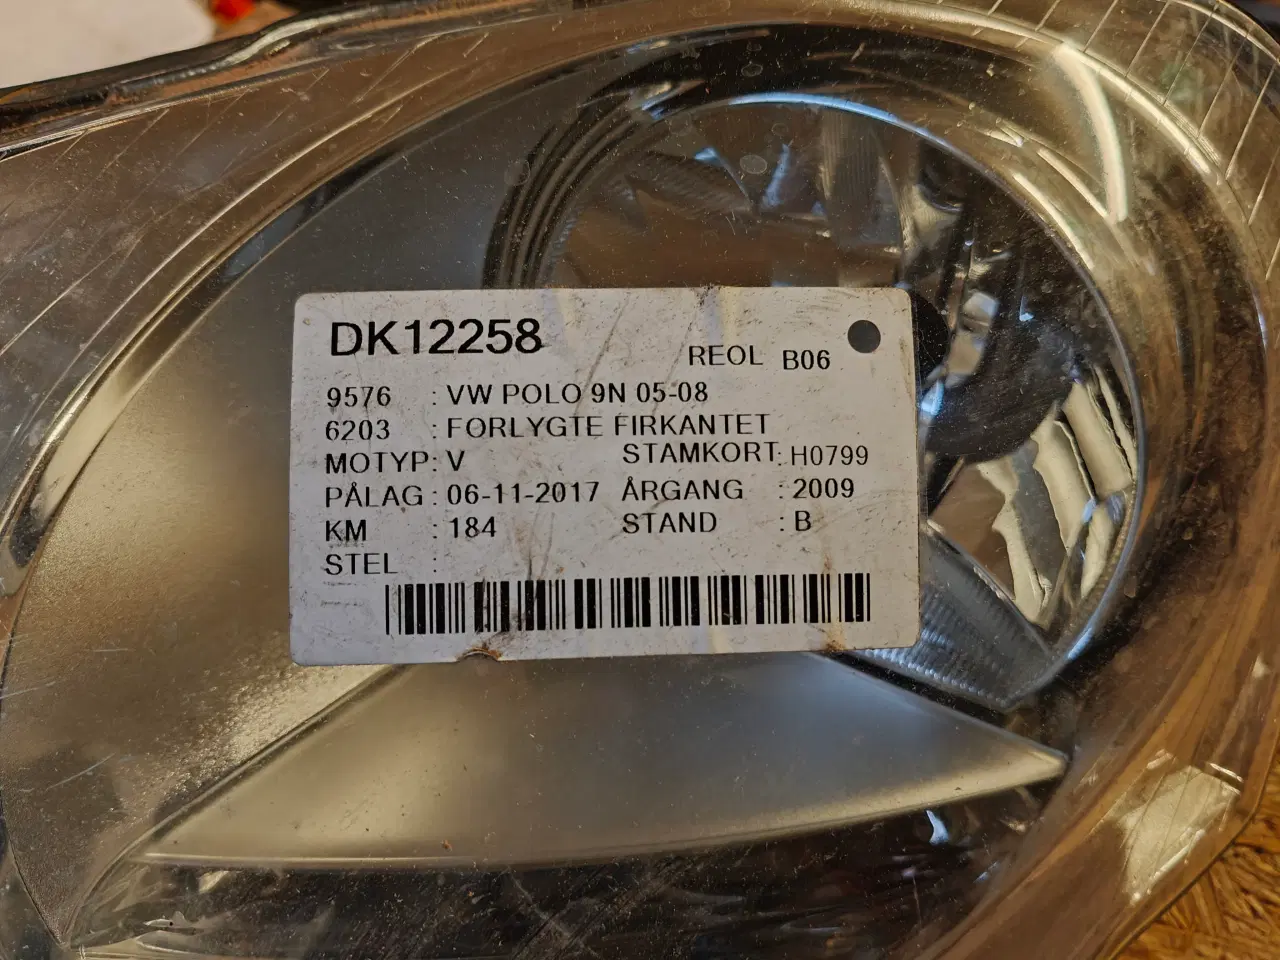 DK12258
REOL B06
9576 : VW POLO 9N 05-08
6203 : FORLYGTE FIRKANTET
MOTYP: V STAMKORT: H0799
PÅLAG : 06-11-2017 ÅRGANG : 2009
KM : 184 STAND : B
STEL :